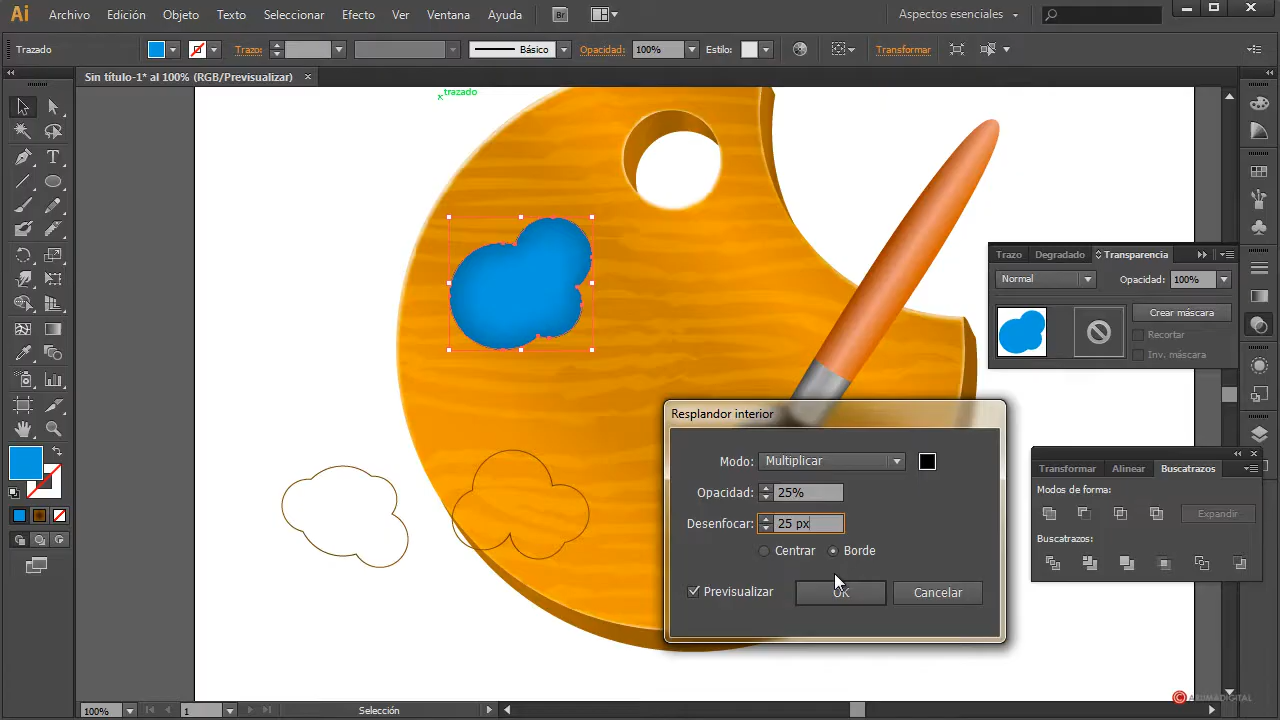 Ai Archivo Edición Objeto Texto Seleccionar Efecto Ver Ventana Ayuda Br Aspectos esenciales
Trazado Trazo: Básico Opacidad: 100% Estilo: Transformar
Sin título-1* al 100% (RGB/Previsualizar)
trazado
Trazo Degradado Transparencia
Normal Opacidad: 100%
Crear máscara
Recortar
Inv. máscara
Resplandor interior
Modo: Multiplicar
Opacidad: 25%
Desenfocar: 25 px
Centrar Borde
Previsualizar OK Cancelar
Transformar Alinear Buscatrazos
Modos de forma:
Expandir
Buscatrazos:
100% 1 Selección
ARLIMADIGITAL